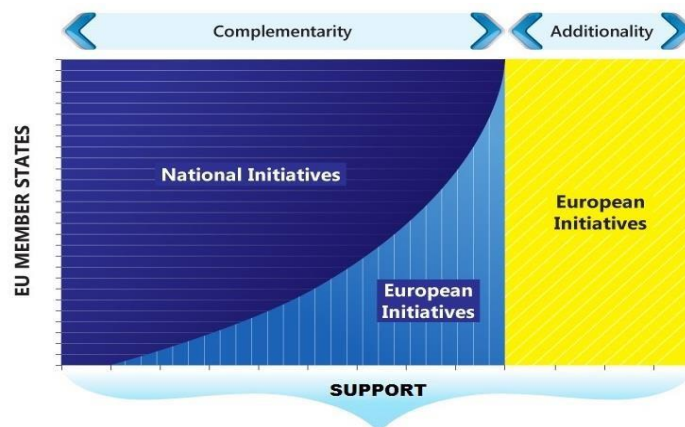 Complementarity
Additionality
EU MEMBER STATES
National Initiatives
European
Initiatives
European
Initiatives
SUPPORT